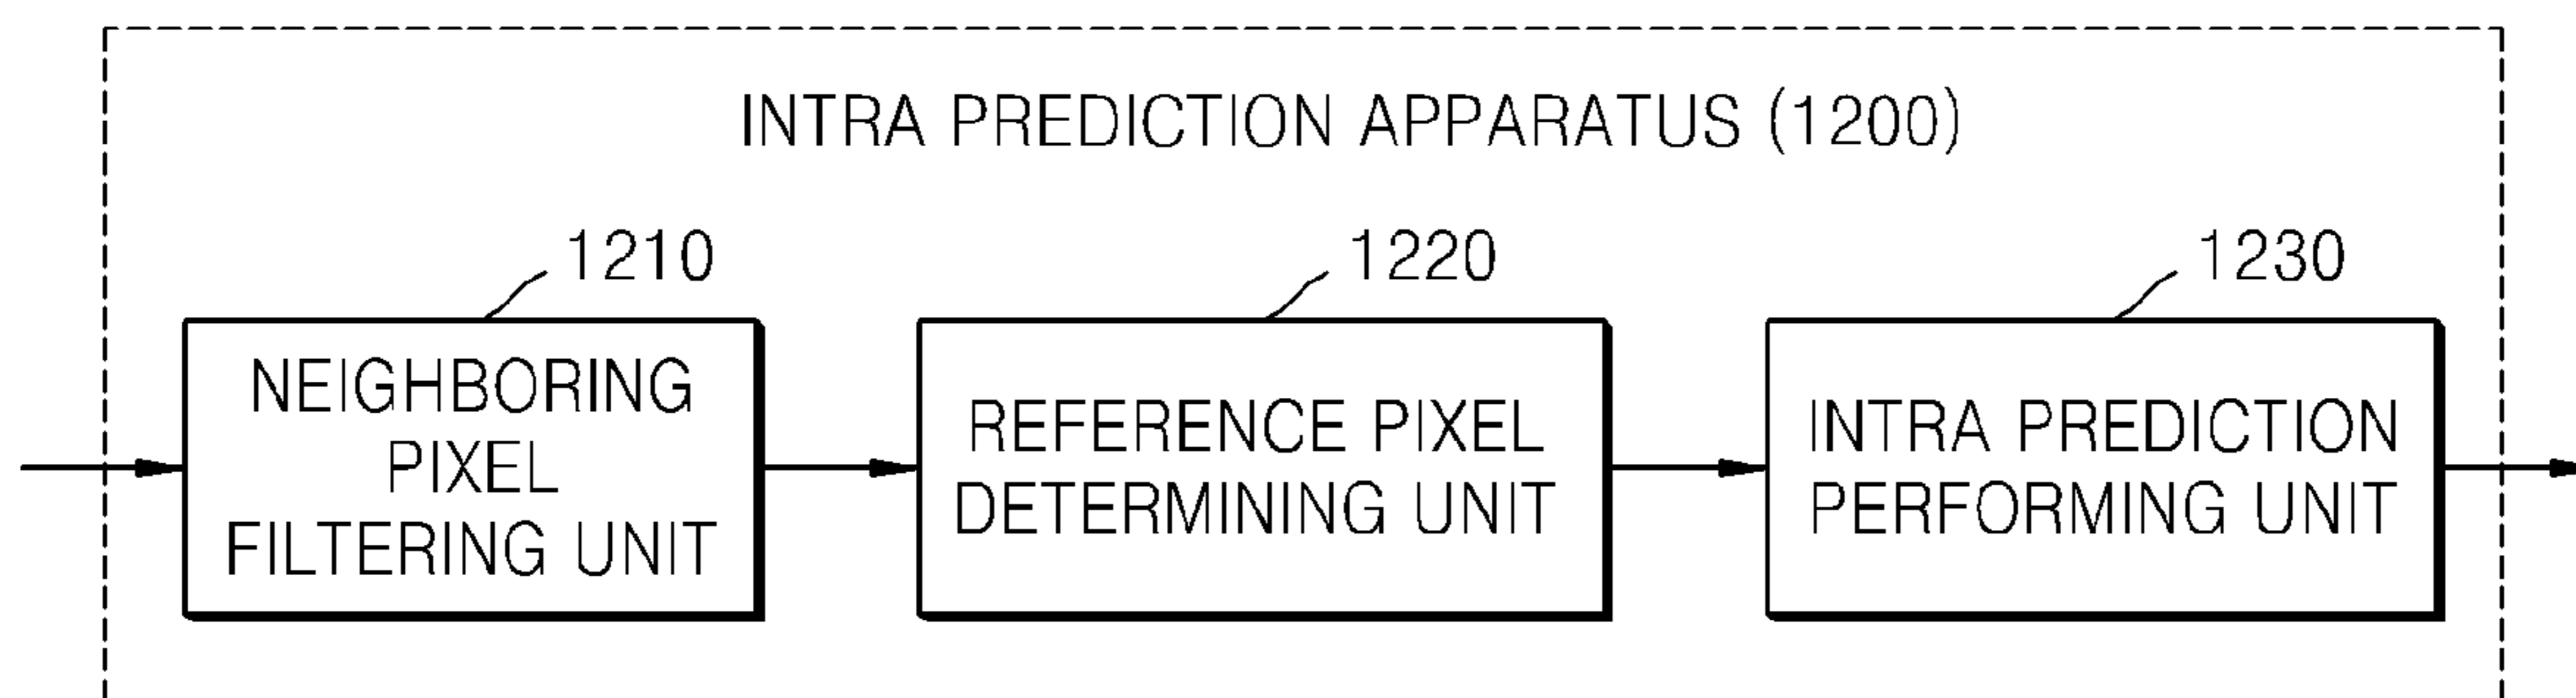 INTRA PREDICTION APPARATUS (1200)
1210
1220
1230
NEIGHBORING
PIXEL
FILTERING UNIT
REFERENCE PIXEL
DETERMINING UNIT
INTRA PREDICTION
PERFORMING UNIT